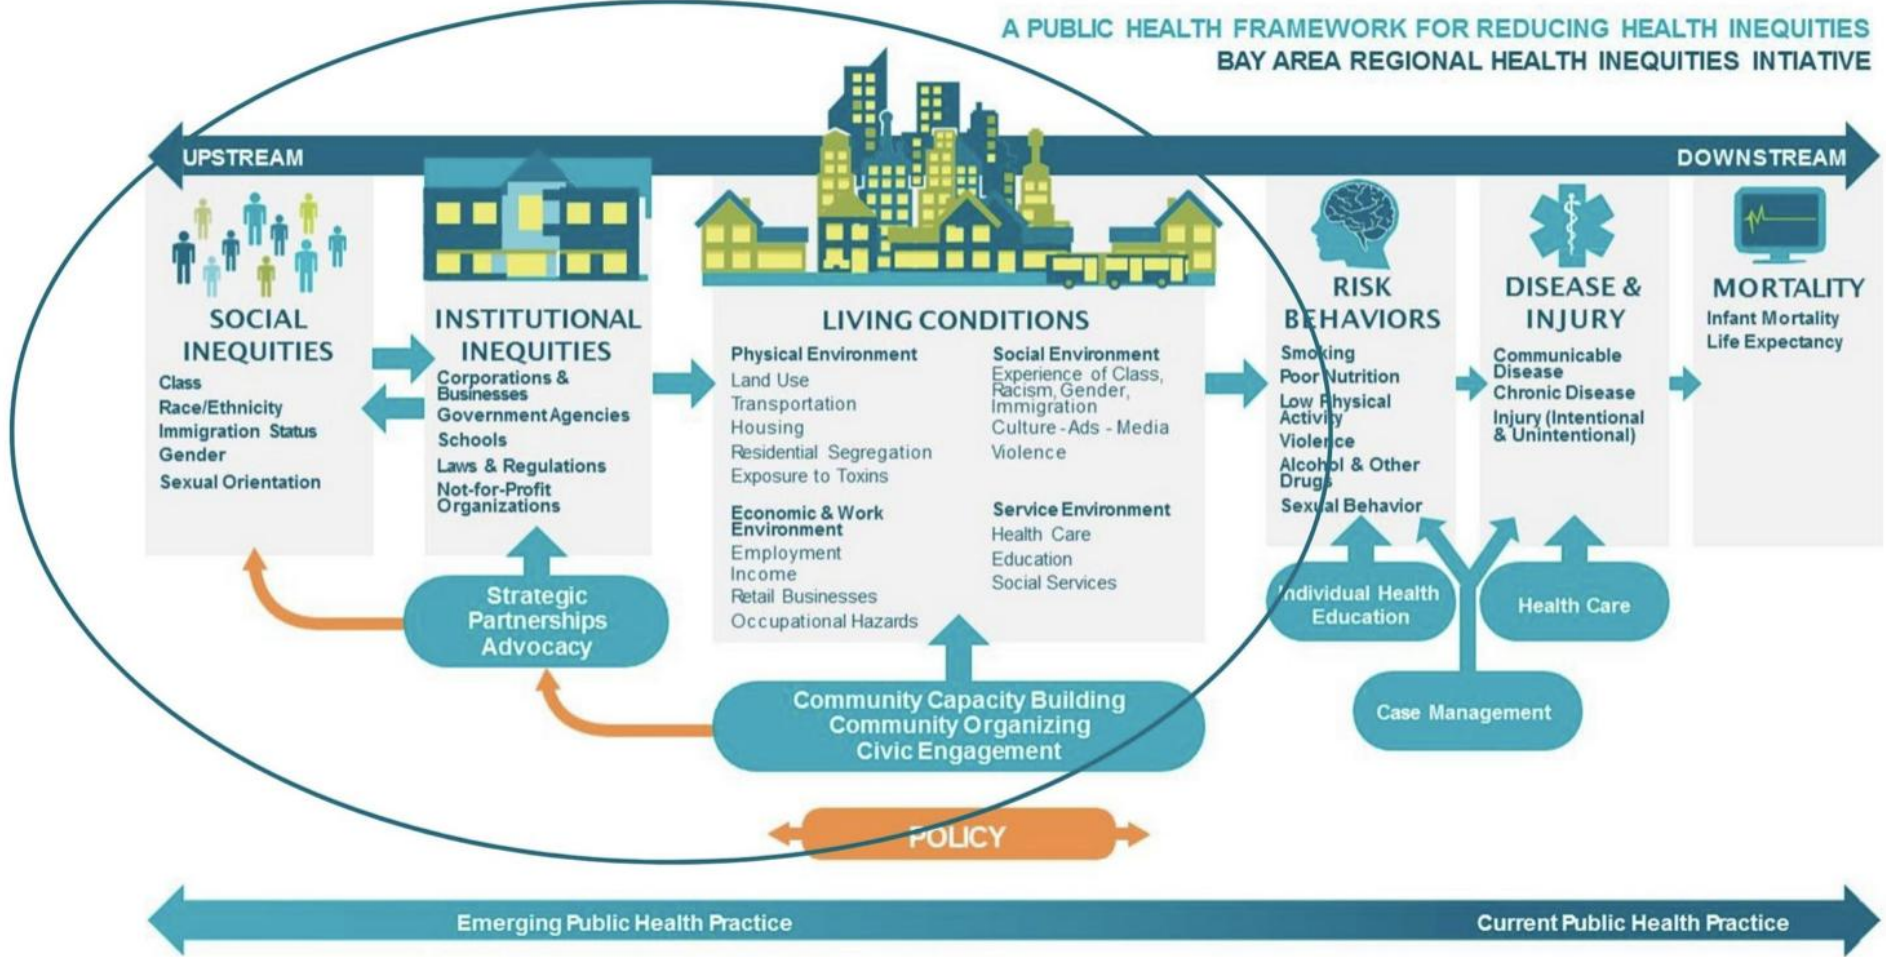 A PUBLIC HEALTH FRAMEWORK FOR REDUCING HEALTH INEQUITIES
BAY AREA REGIONAL HEALTH INEQUITIES INTIATIVE
UPSTREAM
DOWNSTREAM
SOCIAL
INEQUITIES
Class
Race/Ethnicity
Immigration Status
Gender
Sexual Orientation
INSTITUTIONAL
INEQUITIES
Corporations &
Businesses
Government Agencies
Schools
Laws & Regulations
Not-for-Profit
Organizations
LIVING CONDITIONS
Physical Environment
Land Use
Transportation
Housing
Residential Segregation
Exposure to Toxins
Economic & Work
Environment
Employment
Income
Retail Businesses
Occupational Hazards
Social Environment
Experience of Class,
Racism, Gender,
Immigration
Culture - Ads - Media
Violence
Service Environment
Health Care
Education
Social Services
RISK
BEHAVIORS
Smoking
Poor Nutrition
Low Physical
Activity
Violence
Alcohol & Other
Drugs
Sexual Behavior
DISEASE &
INJURY
Communicable
Disease
Chronic Disease
Injury (Intentional
& Unintentional)
MORTALITY
Infant Mortality
Life Expectancy
Strategic
Partnerships
Advocacy
Community Capacity Building
Community Organizing
Civic Engagement
Individual Health
Education
Health Care
Case Management
POLICY
Emerging Public Health Practice
Current Public Health Practice